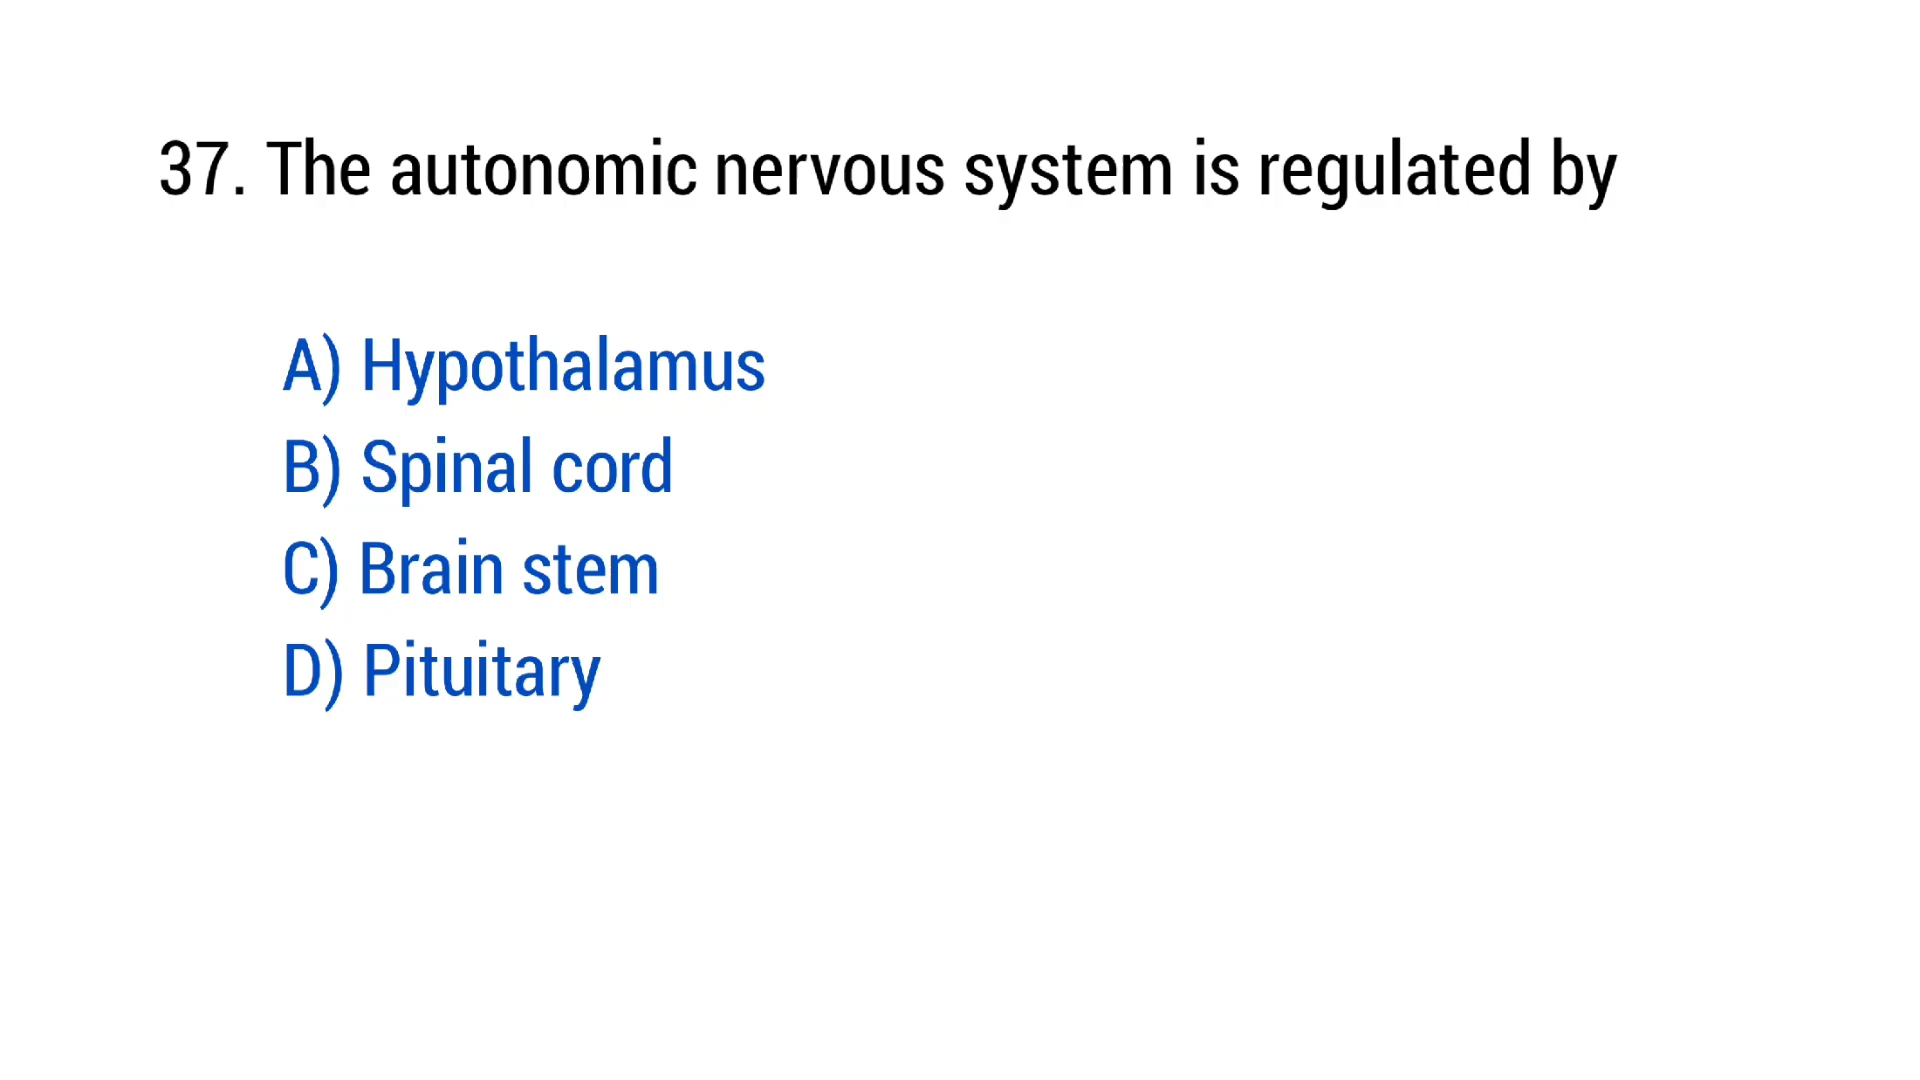 37. The autonomic nervous system is regulated by
A) Hypothalamus
B) Spinal cord
C) Brain stem
D) Pituitary